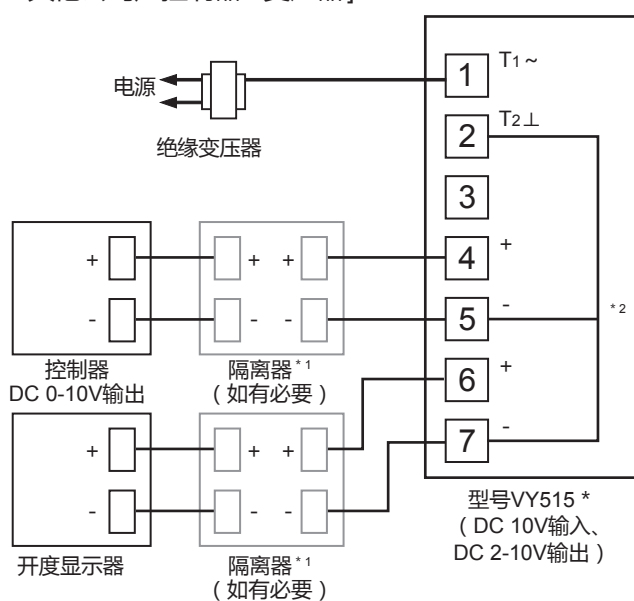 电源
绝缘变压器
1 T1~
2 T2⊥
3
4 +
5 -
6 +
7 -
*2
+ + +
- - -
控制器
DC 0-10V输出
隔离器*1
(如有必要)
+ + +
- - -
开度显示器
隔离器*1
(如有必要)
型号VY515 *
(DC 10V输入、
DC 2-10V输出)